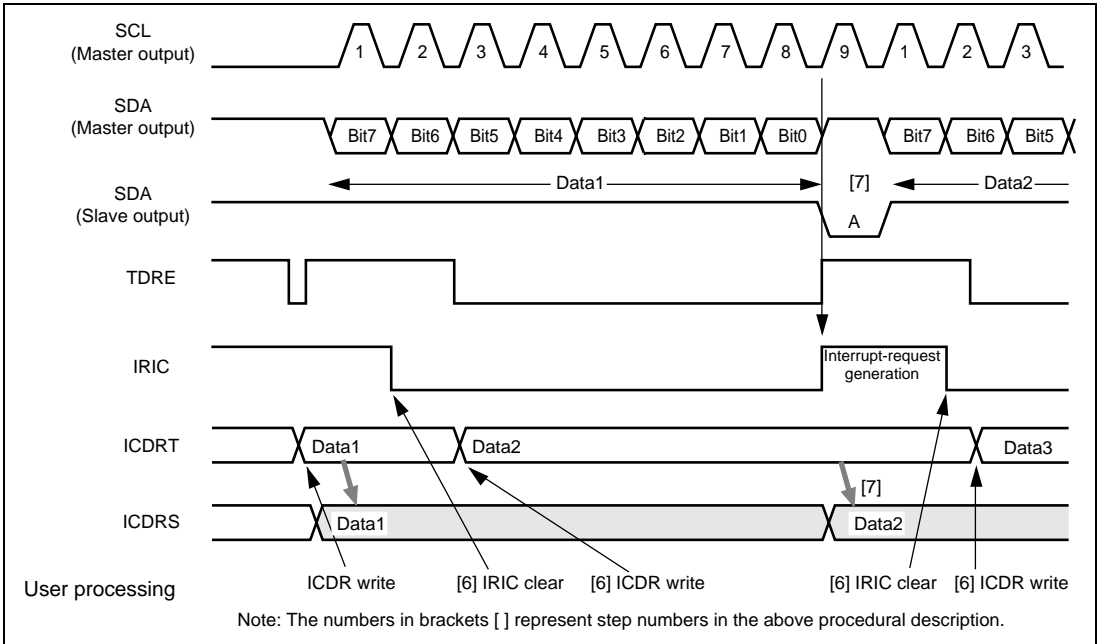 SCL
(Master output)
1 2 3 4 5 6 7 8 9 1 2 3
SDA
(Master output)
Bit7 Bit6 Bit5 Bit4 Bit3 Bit2 Bit1 Bit0 Bit7 Bit6 Bit5
Data1 [7] Data2
SDA
(Slave output)
A
TDRE
IRIC
Interrupt-request
generation
ICDRT
Data1 Data2 Data3
[7]
ICDRS
Data1 Data2
User processing
ICDR write [6] IRIC clear [6] ICDR write [6] IRIC clear [6] ICDR write
Note: The numbers in brackets [ ] represent step numbers in the above procedural description.